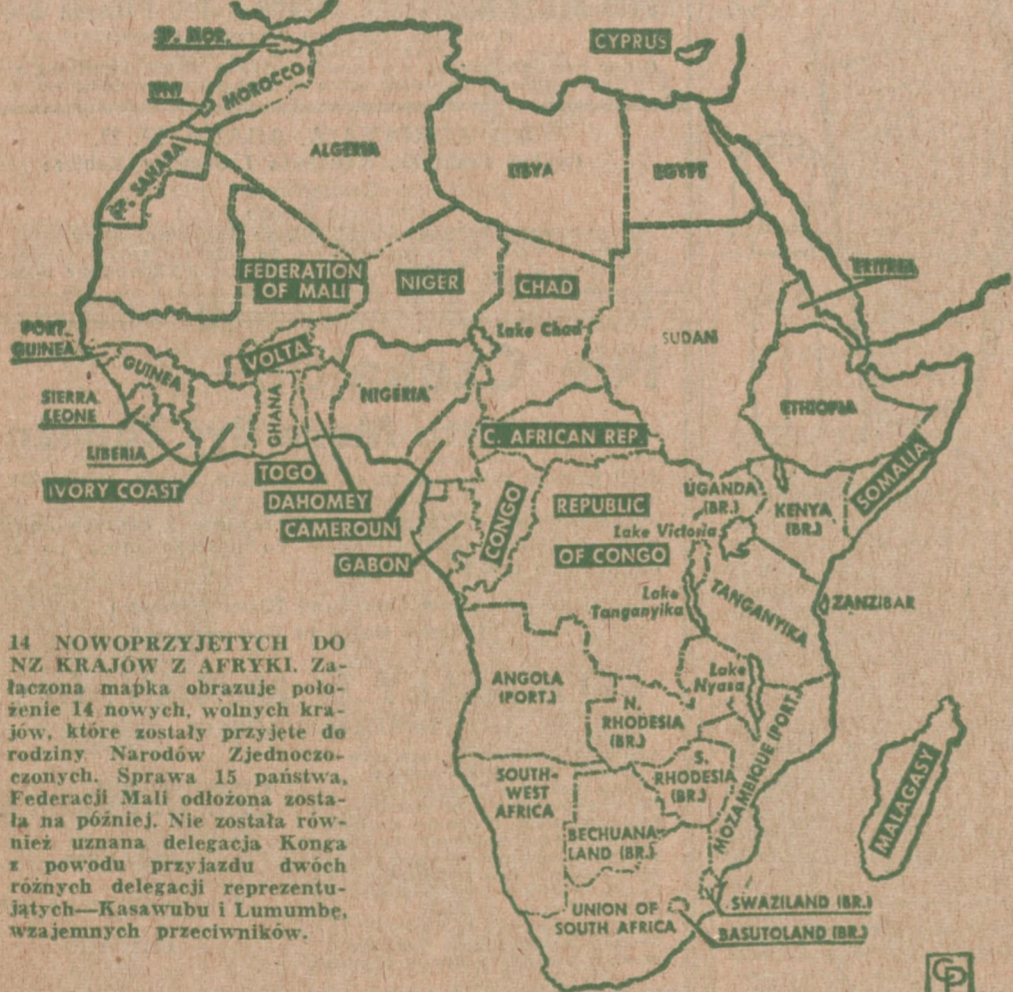 SP. MOR.
CYPRUS
IFNI
MOROCCO
ALGERIA
LIBYA
EGYPT
SP. SAHARA
ERITREA
FEDERATION
OF MALI
NIGER
CHAD
Lake Chad
SUDAN
PORT.
GUINEA
GUINEA
VOLTA
NIGERIA
ETHIOPIA
SIERRA
LEONE
GHANA
LIBERIA
C. AFRICAN REP.
SOMALIA
IVORY COAST
TOGO
DAHOMEY
CAMEROUN
GABON
CONGO
REPUBLIC
OF CONGO
UGANDA
(BR.)
KENYA
(BR.)
Lake Victoria
Lake
Tanganyika
TANGANYIKA
ZANZIBAR
ANGOLA
(PORT.)
Lake
Nyasa
N.
RHODESIA
(BR.)
S.
RHODESIA
(BR.)
MOZAMBIQUE (PORT.)
SOUTH-
WEST
AFRICA
BECHUANA-
LAND (BR.)
MALAGASY
UNION OF
SOUTH AFRICA
SWAZILAND (BR.)
BASUTOLAND (BR.)
14 NOWOPRZYJETYCH DO
NZ KRAJÓW Z AFRYKI. Za-
łączona mapka obrazuje poło-
żenie 14 nowych, wolnych kra-
jów, które zostały przyjęte do
rodziny Narodów Zjednoczo-
czonych. Sprawa 15 państwa,
Federacji Mali odłożona zosta-
ła na później. Nie została rów-
nież uznana delegacja Konga
z powodu przyjazdu dwóch
różnych delegacji reprezentu-
jątych—Kasawubu i Lumumbę,
wzajemnych przeciwników.
CP